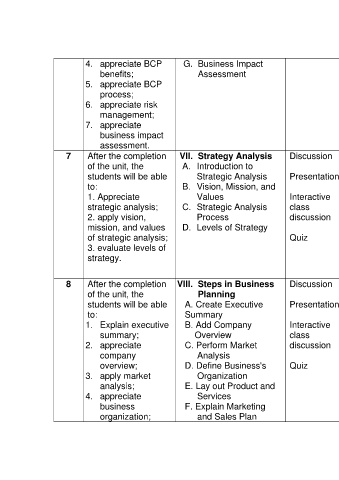 4. appreciate BCP
benefits;
5. appreciate BCP
process;
6. appreciate risk
management;
7. appreciate
business impact
assessment.
G. Business Impact
Assessment
7
After the completion
of the unit, the
students will be able
to:
1. Appreciate
strategic analysis;
2. apply vision,
mission, and values
of strategic analysis;
3. evaluate levels of
strategy.
VII. Strategy Analysis
A. Introduction to
Strategic Analysis
B. Vision, Mission, and
Values
C. Strategic Analysis
Process
D. Levels of Strategy
Discussion
Presentation
Interactive
class
discussion
Quiz
8
After the completion
of the unit, the
students will be able
to:
1. Explain executive
summary;
2. appreciate
company
overview;
3. apply market
analysis;
4. appreciate
business
organization;
VIII. Steps in Business
Planning
A. Create Executive
Summary
B. Add Company
Overview
C. Perform Market
Analysis
D. Define Business's
Organization
E. Lay out Product and
Services
F. Explain Marketing
and Sales Plan
Discussion
Presentation
Interactive
class
discussion
Quiz